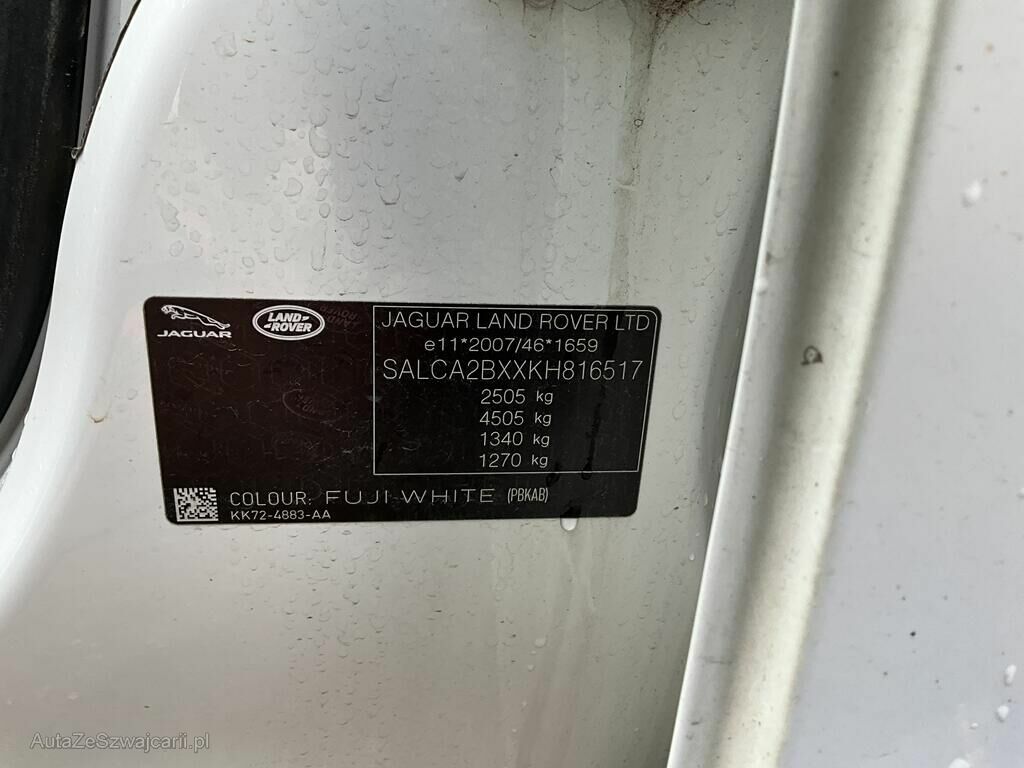 JAGUAR
LAND ROVER
JAGUAR LAND ROVER LTD
e11*2007/46*1659
SALCA2BXXKH816517
2505 kg
4505 kg
1340 kg
1270 kg
COLOUR: FUJI WHITE (PBKAB)
KK72-4883-AA
AutaZeSzwajcarii.pl